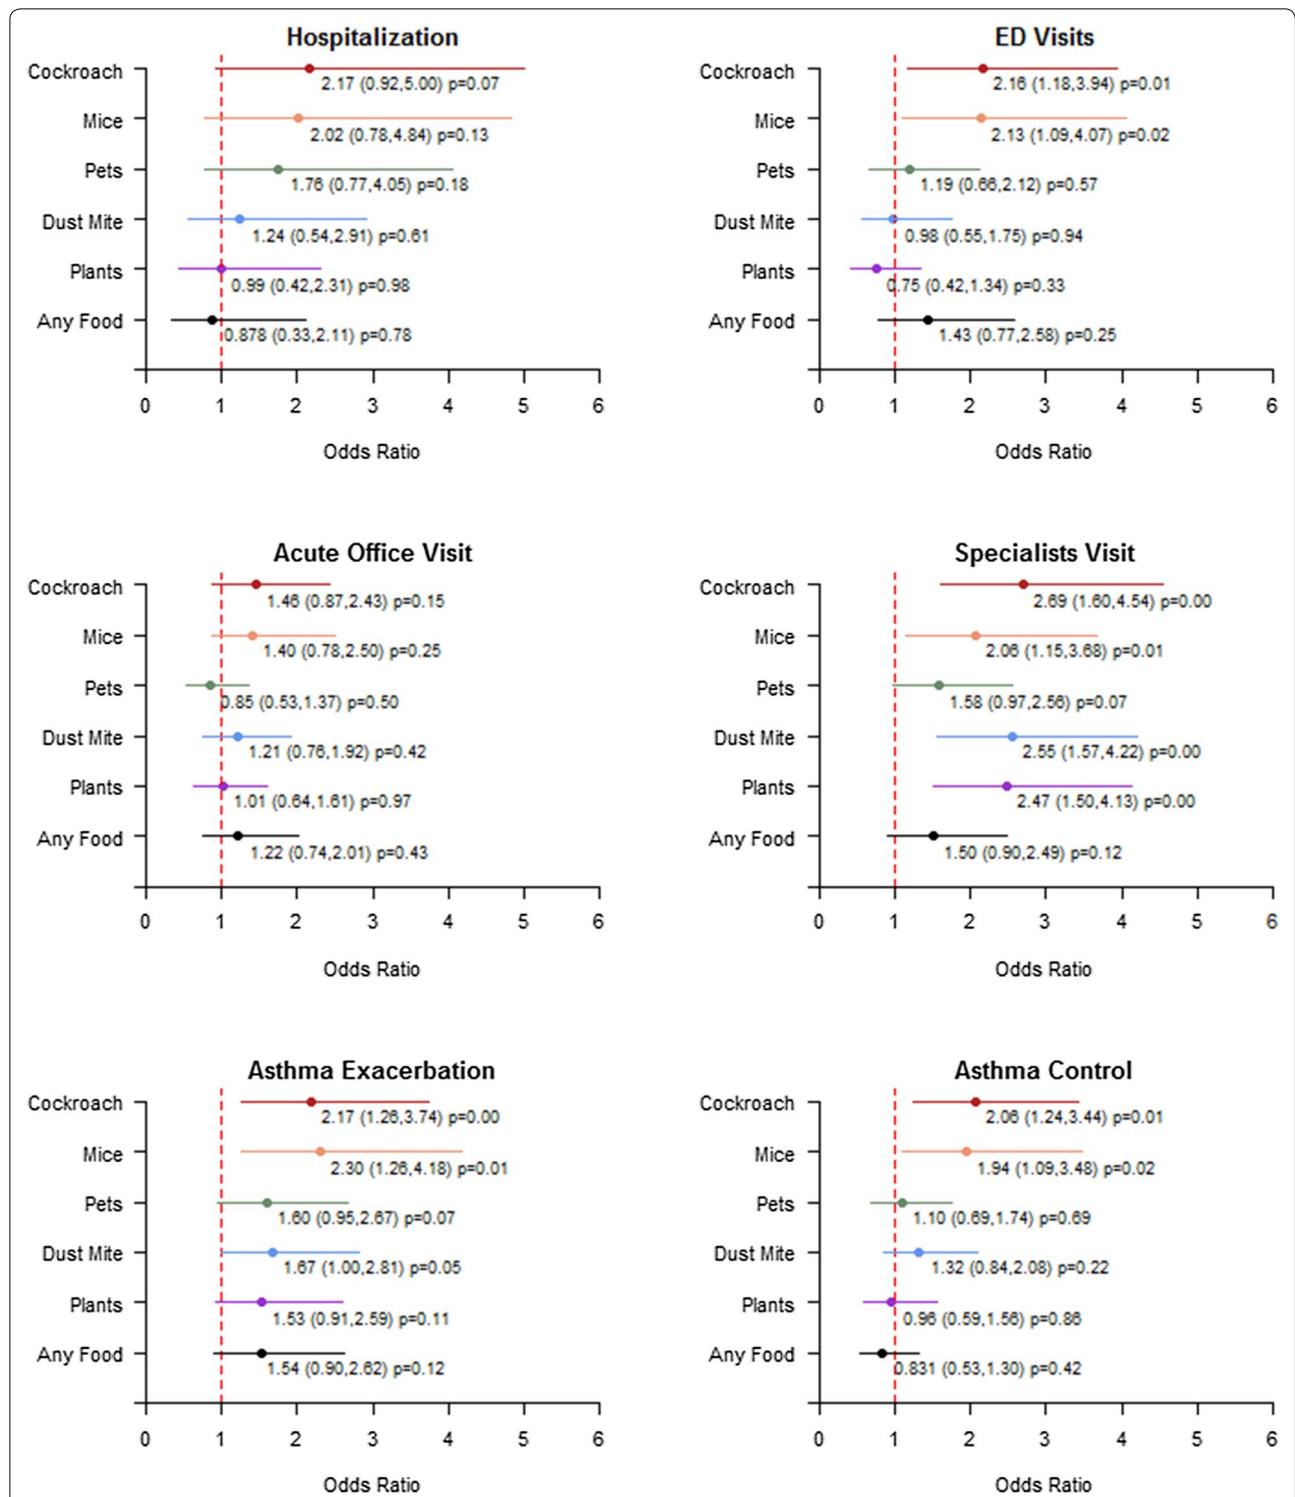 Hospitalization
Cockroach
2.17 (0.92,5.00) p=0.07
Mice
2.02 (0.78,4.84) p=0.13
Pets
1.76 (0.77,4.05) p=0.18
Dust Mite
1.24 (0.54,2.91) p=0.61
Plants
0.99 (0.42,2.31) p=0.98
Any Food
0.878 (0.33,2.11) p=0.78
0 1 2 3 4 5 6
Odds Ratio
ED Visits
Cockroach
2.16 (1.18,3.94) p=0.01
Mice
2.13 (1.09,4.07) p=0.02
Pets
1.19 (0.66,2.12) p=0.57
Dust Mite
0.98 (0.55,1.75) p=0.94
Plants
0.75 (0.42,1.34) p=0.33
Any Food
1.43 (0.77,2.58) p=0.25
0 1 2 3 4 5 6
Odds Ratio
Acute Office Visit
Cockroach
1.46 (0.87,2.43) p=0.15
Mice
1.40 (0.78,2.50) p=0.25
Pets
0.85 (0.53,1.37) p=0.50
Dust Mite
1.21 (0.76,1.92) p=0.42
Plants
1.01 (0.64,1.61) p=0.97
Any Food
1.22 (0.74,2.01) p=0.43
0 1 2 3 4 5 6
Odds Ratio
Specialists Visit
Cockroach
2.69 (1.60,4.54) p=0.00
Mice
2.06 (1.15,3.68) p=0.01
Pets
1.58 (0.97,2.56) p=0.07
Dust Mite
2.55 (1.57,4.22) p=0.00
Plants
2.47 (1.50,4.13) p=0.00
Any Food
1.50 (0.90,2.49) p=0.12
0 1 2 3 4 5 6
Odds Ratio
Asthma Exacerbation
Cockroach
2.17 (1.26,3.74) p=0.00
Mice
2.30 (1.26,4.18) p=0.01
Pets
1.60 (0.95,2.67) p=0.07
Dust Mite
1.67 (1.00,2.81) p=0.05
Plants
1.53 (0.91,2.59) p=0.11
Any Food
1.54 (0.90,2.62) p=0.12
0 1 2 3 4 5 6
Odds Ratio
Asthma Control
Cockroach
2.06 (1.24,3.44) p=0.01
Mice
1.94 (1.09,3.48) p=0.02
Pets
1.10 (0.69,1.74) p=0.69
Dust Mite
1.32 (0.84,2.08) p=0.22
Plants
0.96 (0.59,1.56) p=0.86
Any Food
0.831 (0.53,1.30) p=0.42
0 1 2 3 4 5 6
Odds Ratio